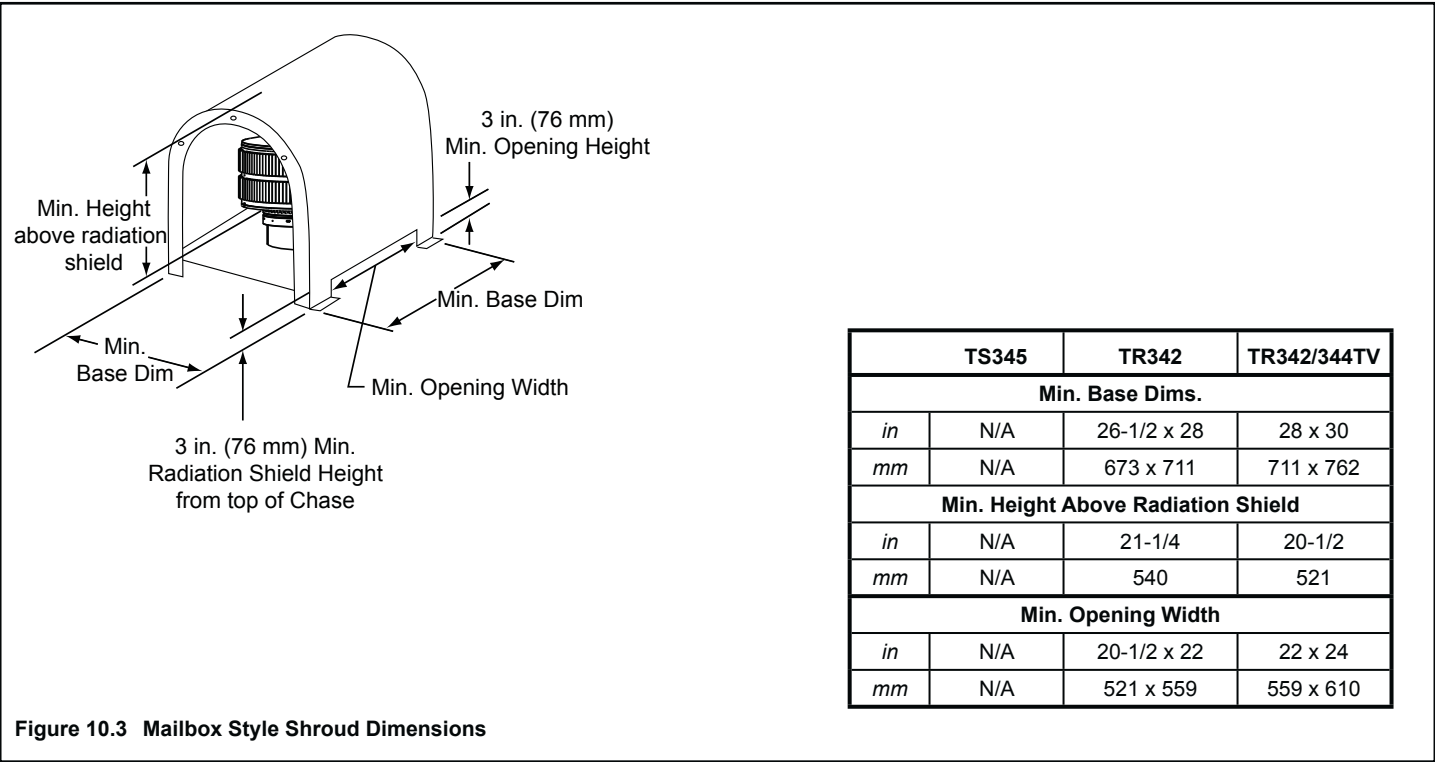 3 in. (76 mm)
Min. Opening Height
Min. Height
above radiation
shield
Min. Base Dim
Min.
Base Dim
Min. Opening Width
3 in. (76 mm) Min.
Radiation Shield Height
from top of Chase
TS345 TR342 TR342/344TV
Min. Base Dims.
in N/A 26-1/2 x 28 28 x 30
mm N/A 673 x 711 711 x 762
Min. Height Above Radiation Shield
in N/A 21-1/4 20-1/2
mm N/A 540 521
Min. Opening Width
in N/A 20-1/2 x 22 22 x 24
mm N/A 521 x 559 559 x 610
Figure 10.3 Mailbox Style Shroud Dimensions